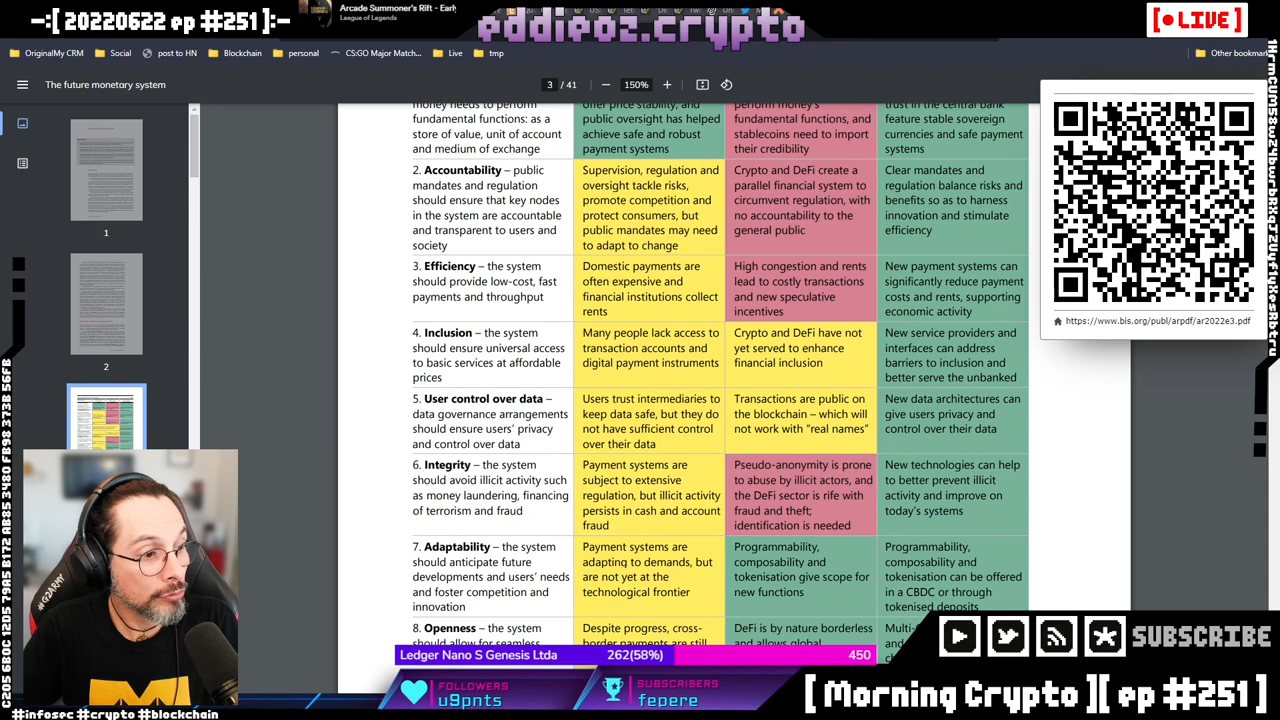 -:[ 20220622 ep #251 ]:-
Arcade Summoner's Rift - Early
League of Legends
eddieoz.crypto
[• LIVE]
OriginalMy CRM
Social
post to HN
Blockchain
personal
CS:GO Major Match...
Live
tmp
Other bookmar
The future monetary system
3 / 41
150%
1
2
money needs to perform
fundamental functions: as a
store of value, unit of account
and medium of exchange
offer price stability, and
public oversight has helped
achieve safe and robust
payment systems
perform money's
fundamental functions, and
stablecoins need to import
their credibility
trust in the central bank
feature stable sovereign
currencies and safe payment
systems
2. Accountability – public
mandates and regulation
should ensure that key nodes
in the system are accountable
and transparent to users and
society
Supervision, regulation and
oversight tackle risks,
promote competition and
protect consumers, but
public mandates may need
to adapt to change
Crypto and DeFi create a
parallel financial system to
circumvent regulation, with
no accountability to the
general public
Clear mandates and
regulation balance risks and
benefits so as to harness
innovation and stimulate
efficiency
3. Efficiency – the system
should provide low-cost, fast
payments and throughput
Domestic payments are
often expensive and
financial institutions collect
rents
High congestion and rents
lead to costly transactions
and new speculative
incentives
New payment systems can
significantly reduce payment
costs and rents, supporting
economic activity
4. Inclusion – the system
should ensure universal access
to basic services at affordable
prices
Many people lack access to
transaction accounts and
digital payment instruments
Crypto and DeFi have not
yet served to enhance
financial inclusion
New service providers and
interfaces can address
barriers to inclusion and
better serve the unbanked
5. User control over data –
data governance arrangements
should ensure users' privacy
and control over data
Users trust intermediaries to
keep data safe, but they do
not have sufficient control
over their data
Transactions are public on
the blockchain – which will
not work with "real names"
New data architectures can
give users privacy and
control over their data
6. Integrity – the system
should avoid illicit activity such
as money laundering, financing
of terrorism and fraud
Payment systems are
subject to extensive
regulation, but illicit activity
persists in cash and account
fraud
Pseudo-anonymity is prone
to abuse by illicit actors, and
the DeFi sector is rife with
fraud and theft;
identification is needed
New technologies can help
to better prevent illicit
activity and improve on
today's systems
7. Adaptability – the system
should anticipate future
developments and users' needs
and foster competition and
innovation
Payment systems are
adapting to demands, but
are not yet at the
technological frontier
Programmability,
composability and
tokenisation give scope for
new functions
Programmability,
composability and
tokenisation can be offered
in a CBDC or through
tokenised deposits
8. Openness – the system
should allow for seamless
Despite progress, cross-
border payments are still
DeFi is by nature borderless
and allows global
https://www.bis.org/publ/arpdf/ar2022e3.pdf
SUBSCRIBE
Ledger Nano S Genesis Ltda
262(58%)
450
FOLLOWERS
u9pnts
SUBSCRIBERS
fepere
[ Morning Crypto ][ ep #251 ]
#crypto #blockchain